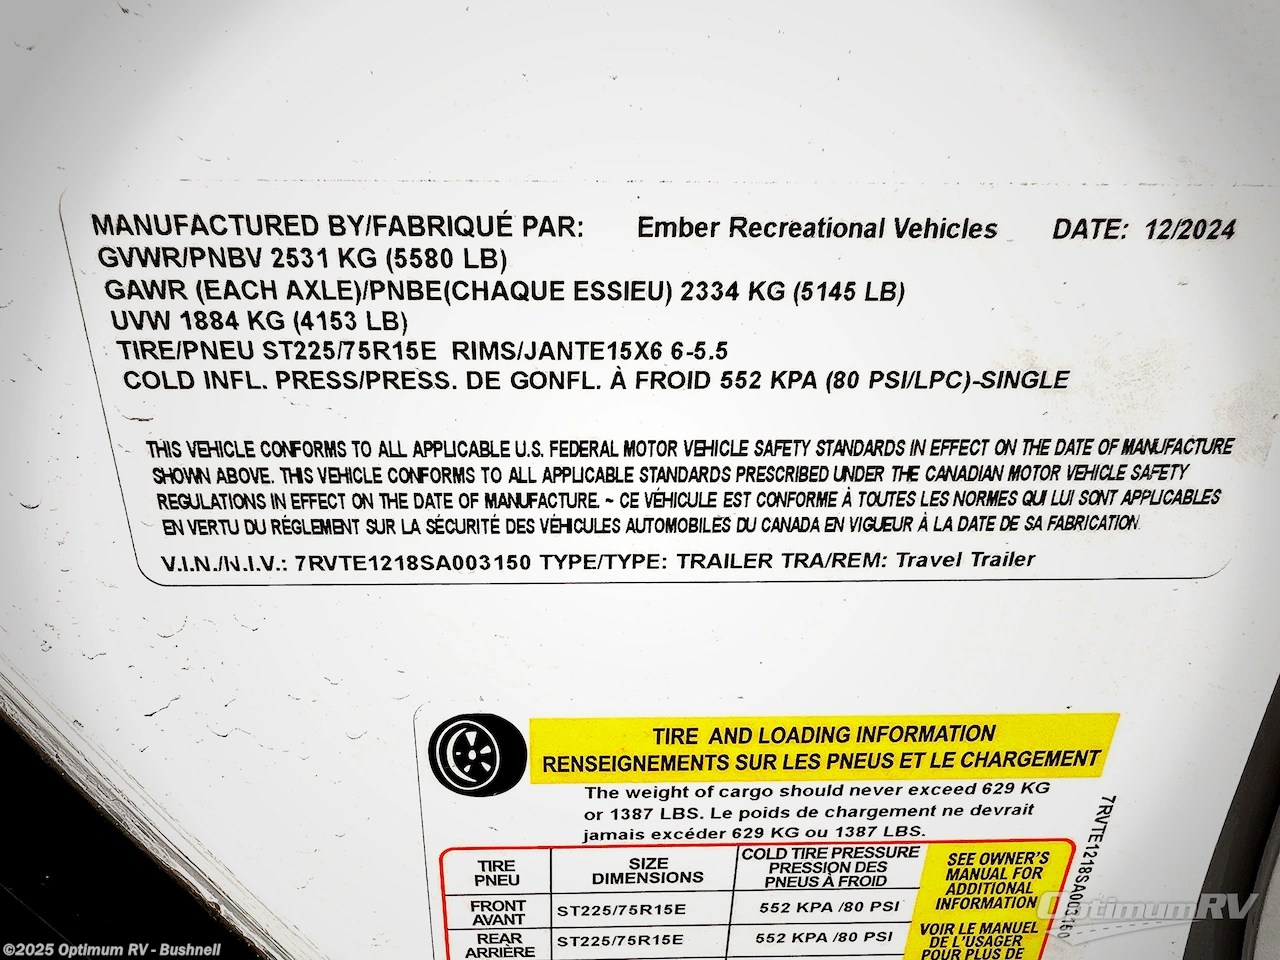 MANUFACTURED BY/FABRIQUÉ PAR: Ember Recreational Vehicles DATE: 12/2024
GVWR/PNBV 2531 KG (5580 LB)
GAWR (EACH AXLE)/PNBE(CHAQUE ESSIEU) 2334 KG (5145 LB)
UVW 1884 KG (4153 LB)
TIRE/PNEU ST225/75R15E RIMS/JANTE15X6 6-5.5
COLD INFL. PRESS/PRESS. DE GONFL. À FROID 552 KPA (80 PSI/LPC)-SINGLE
THIS VEHICLE CONFORMS TO ALL APPLICABLE U.S. FEDERAL MOTOR VEHICLE SAFETY STANDARDS IN EFFECT ON THE DATE OF MANUFACTURE
SHOWN ABOVE. THIS VEHICLE CONFORMS TO ALL APPLICABLE STANDARDS PRESCRIBED UNDER THE CANADIAN MOTOR VEHICLE SAFETY
REGULATIONS IN EFFECT ON THE DATE OF MANUFACTURE. ~ CE VÉHICULE EST CONFORME À TOUTES LES NORMES QUI LUI SONT APPLICABLES
EN VERTU DU RÉGLEMENT SUR LA SÉCURITÉ DES VÉHICULES AUTOMOBILES DU CANADA EN VIGUEUR À LA DATE DE SA FABRICATION.
V.I.N./N.I.V.: 7RVTE1218SA003150 TYPE/TYPE: TRAILER TRA/REM: Travel Trailer
TIRE AND LOADING INFORMATION
RENSEIGNEMENTS SUR LES PNEUS ET LE CHARGEMENT
The weight of cargo should never exceed 629 KG
or 1387 LBS. Le poids de chargement ne devrait
jamais excéder 629 KG ou 1387 LBS.
TIRE
PNEU
SIZE
DIMENSIONS
COLD TIRE PRESSURE
PRESSION DES
PNEUS À FROID
SEE OWNER'S
MANUAL FOR
ADDITIONAL
INFORMATION
FRONT
AVANT
ST225/75R15E
552 KPA /80 PSI
REAR
ARRIÈRE
ST225/75R15E
552 KPA /80 PSI
VOIR LE MANUEL
DE L'USAGER
POUR PLUS DE
7RVTE1218SA003150
OptimumRV
©2025 Optimum RV - Bushnell